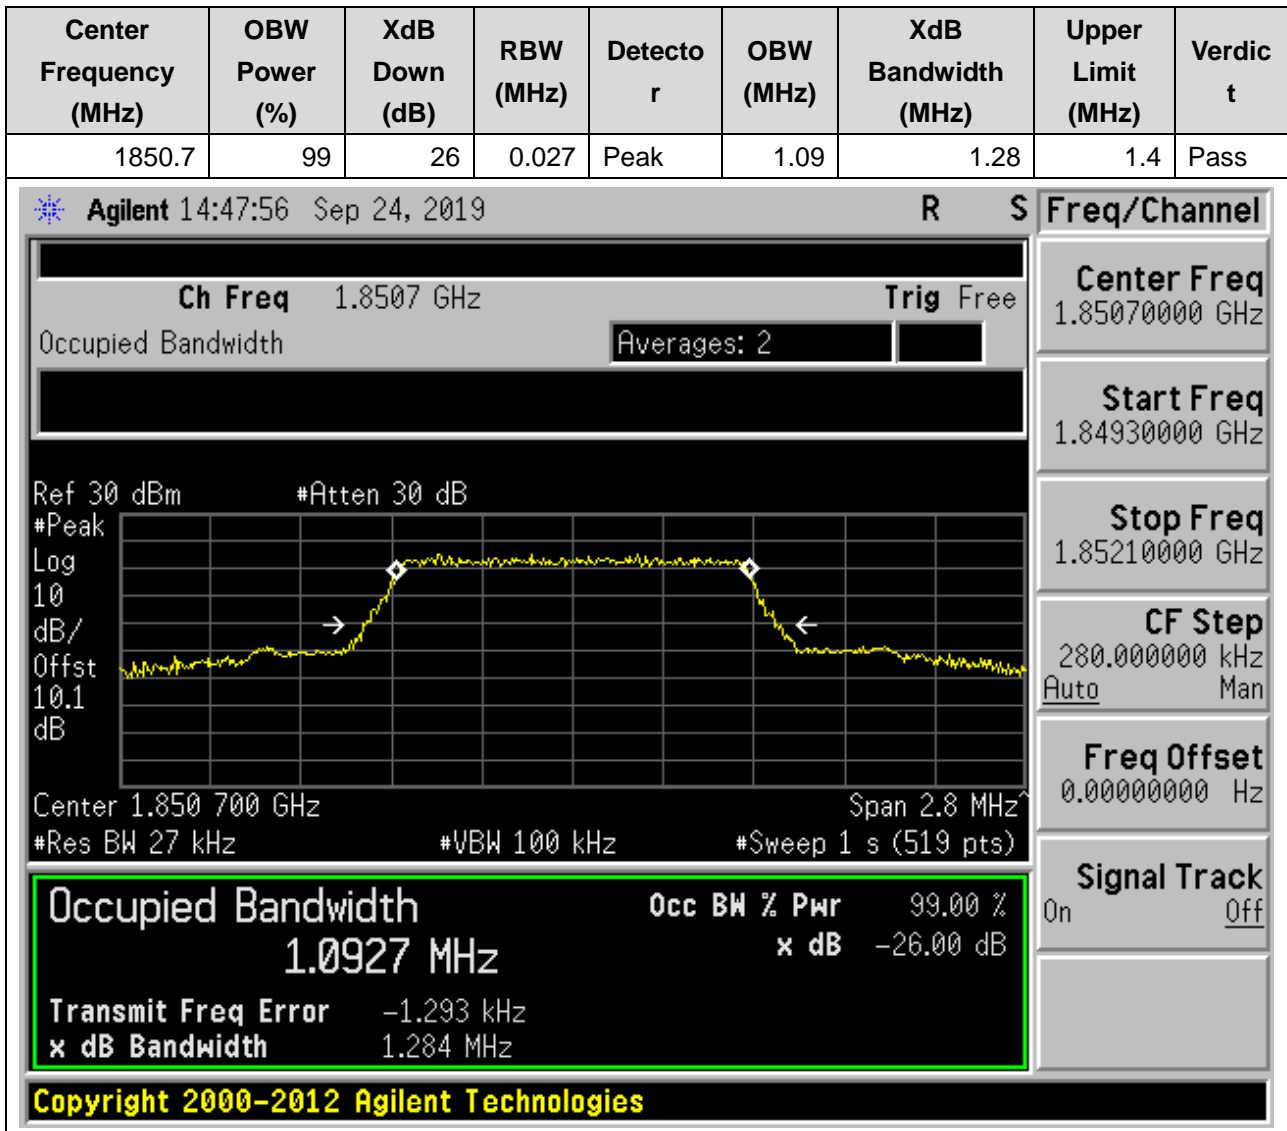 Center Frequency (MHz) OBW Power (%) XdB Down (dB) RBW (MHz) Detecto r OBW (MHz) XdB Bandwidth (MHz) Upper Limit (MHz) Verdic t
1850.7 99 26 0.027 Peak 1.09 1.28 1.4 Pass
Agilent 14:47:56 Sep 24, 2019 R S Freq/Channel
Ch Freq 1.8507 GHz Trig Free
Occupied Bandwidth Averages: 2
Center Freq
1.85070000 GHz
Start Freq
1.84930000 GHz
Stop Freq
1.85210000 GHz
CF Step
280.000000 kHz
Auto Man
Freq Offset
0.00000000 Hz
Signal Track
On Off
Ref 30 dBm #Atten 30 dB
#Peak
Log
10
dB/
Offst
10.1
dB
Center 1.850 700 GHz Span 2.8 MHz^
#Res BW 27 kHz #VBW 100 kHz #Sweep 1 s (519 pts)
Occupied Bandwidth Occ BW % Pwr 99.00 %
1.0927 MHz x dB -26.00 dB
Transmit Freq Error -1.293 kHz
x dB Bandwidth 1.284 MHz
Copyright 2000-2012 Agilent Technologies